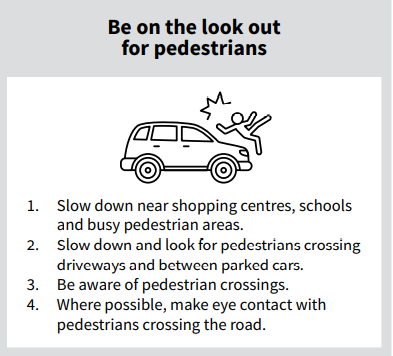 Be on the look out
for pedestrians
1. Slow down near shopping centres, schools
and busy pedestrian areas.
2. Slow down and look for pedestrians crossing
driveways and between parked cars.
3. Be aware of pedestrian crossings.
4. Where possible, make eye contact with
pedestrians crossing the road.